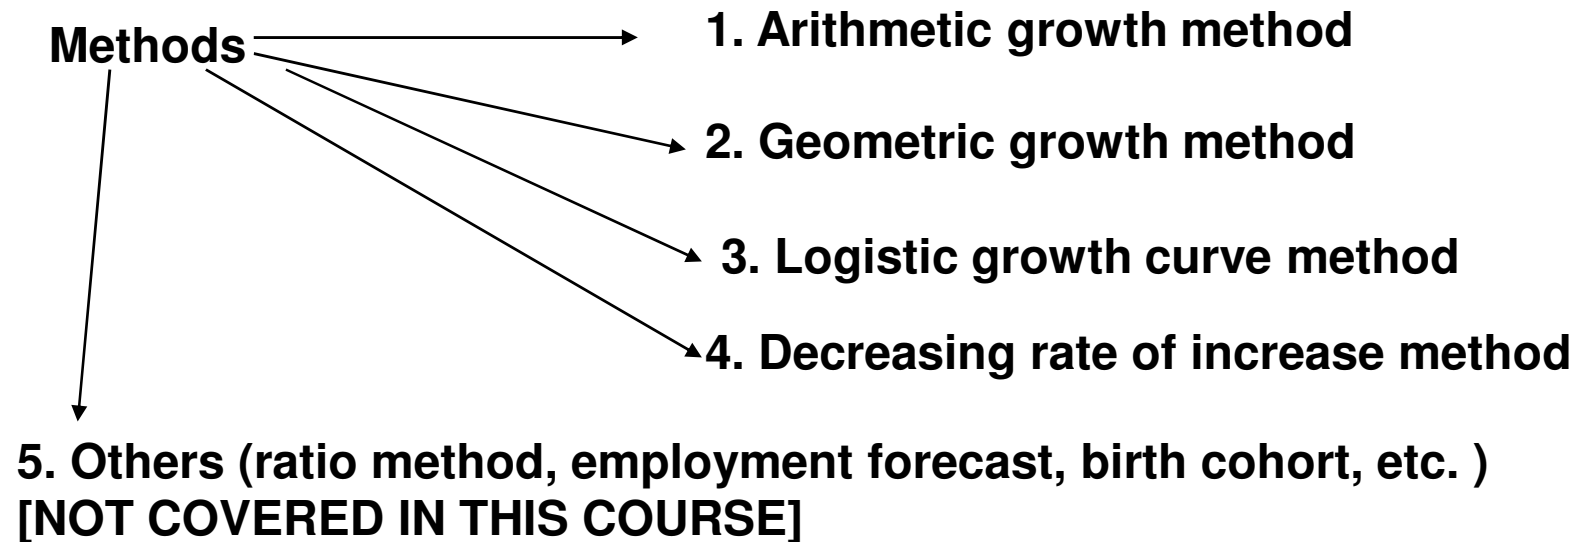 Methods
1. Arithmetic growth method
2. Geometric growth method
3. Logistic growth curve method
4. Decreasing rate of increase method
5. Others (ratio method, employment forecast, birth cohort, etc. )
[NOT COVERED IN THIS COURSE]